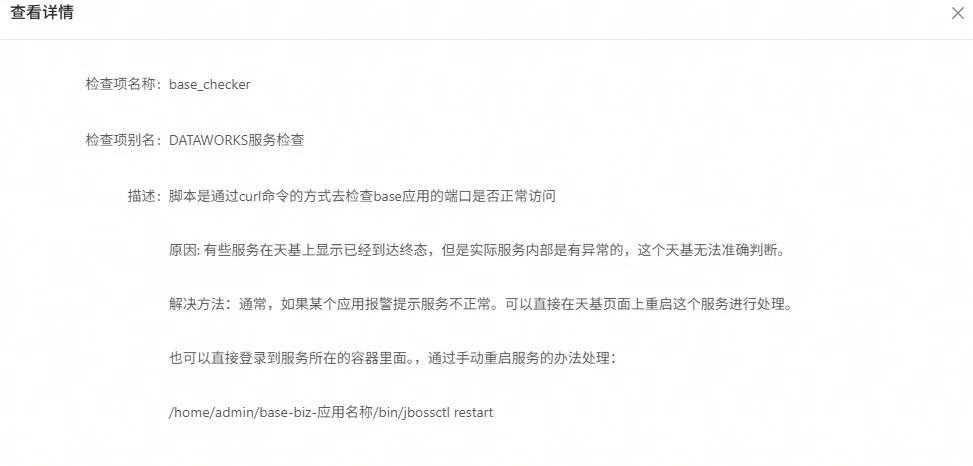 查看详情
检查项名称：base_checker
检查项别名：DATAWORKS服务检查
描述：脚本是通过curl命令的方式去检查base应用的端口是否正常访问
原因: 有些服务在天基上显示已经到达终态，但是实际服务内部是有异常的，这个天基无法准确判断。
解决方法：通常，如果某个应用报警提示服务不正常。可以直接在天基页面上重启这个服务进行处理。
也可以直接登录到服务所在的容器里面。，通过手动重启服务的办法处理：
/home/admin/base-biz-应用名称/bin/jbossctl restart